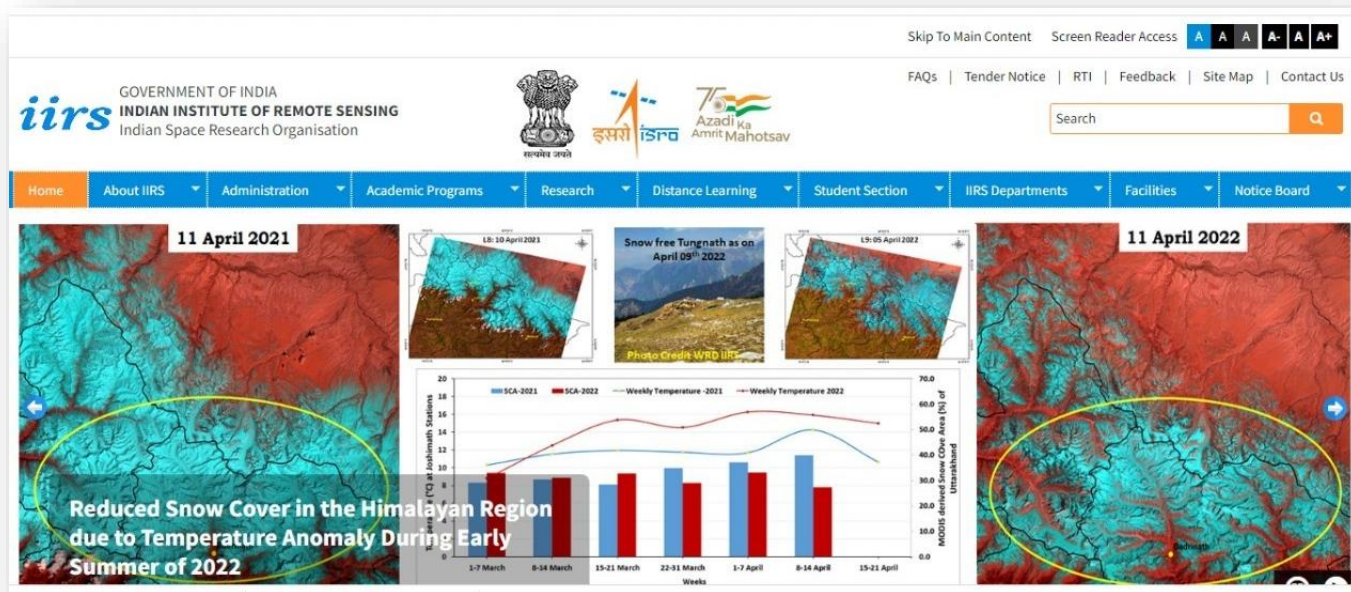 Skip To Main Content Screen Reader Access A A A A- A A+
FAQs | Tender Notice | RTI | Feedback | Site Map | Contact Us
iirs
GOVERNMENT OF INDIA
INDIAN INSTITUTE OF REMOTE SENSING
Indian Space Research Organisation
सत्यमेव जयते
इसरो isro
75
Azadi Ka
Amrit Mahotsav
Search
Home About IIRS Administration Academic Programs Research Distance Learning Student Section IIRS Departments Facilities Notice Board
11 April 2021
L8: 10 April 2021
Snow free Tungnath as on
April 09th 2022
Photo Credit WRD IIRS
L9: 05 April 2022
11 April 2022
SCA-2021 SCA-2022 Weekly Temperature -2021 Weekly Temperature 2022
20
18
16
14
12
10
8
0
at Joshimath Stations
70.0
60.0
50.0
40.0
30.0
20.0
10.0
0.0
MODIS derived Snow COve Area (%) of
Uttarakhand
1-7 March 8-14 March 15-21 March 22-31 March 1-7 April 8-14 April 15-21 April
Weeks
Reduced Snow Cover in the Himalayan Region
due to Temperature Anomaly During Early
Summer of 2022
Badrinath